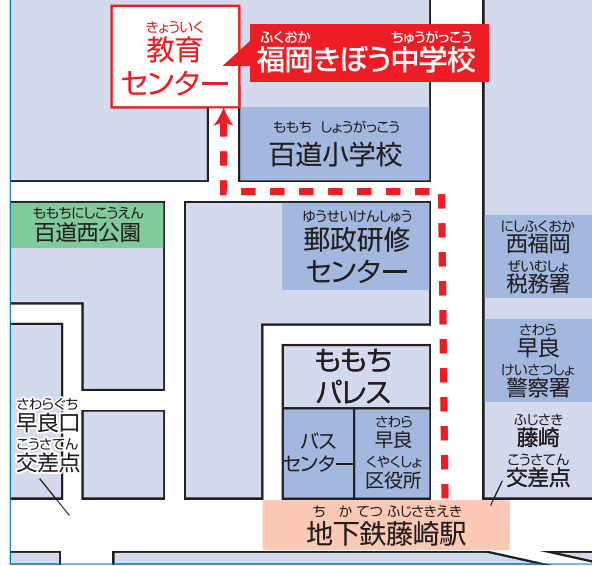 きょういく
教育
センター
ふくおか ちゅうがっこう
福岡きぼう中学校
ももち しょうがっこう
百道小学校
ももちにしこうえん
百道西公園
ゆうせいけんしゅう
郵政研修
センター
にしふくおか
西福岡
ぜいむしょ
税務署
さわら
早良
けいさつしょ
警察署
ももち
パレス
バス
センター
さわら
早良
くやくしょ
区役所
さわらぐち
早良口
こうさてん
交差点
ふじさき
藤崎
こうさてん
交差点
ち か てつ ふじさきえき
地下鉄藤崎駅